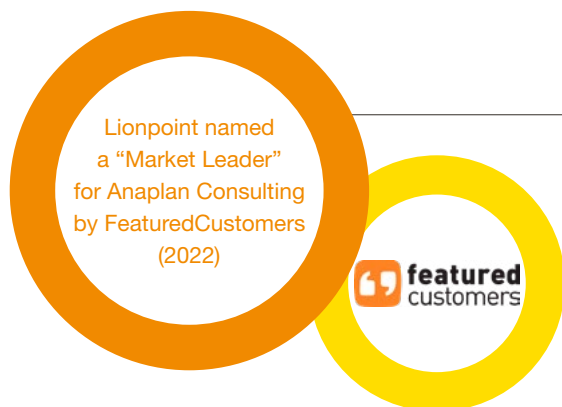 Lionpoint named
a “Market Leader”
for Anaplan Consulting
by FeaturedCustomers
(2022)
featured
customers